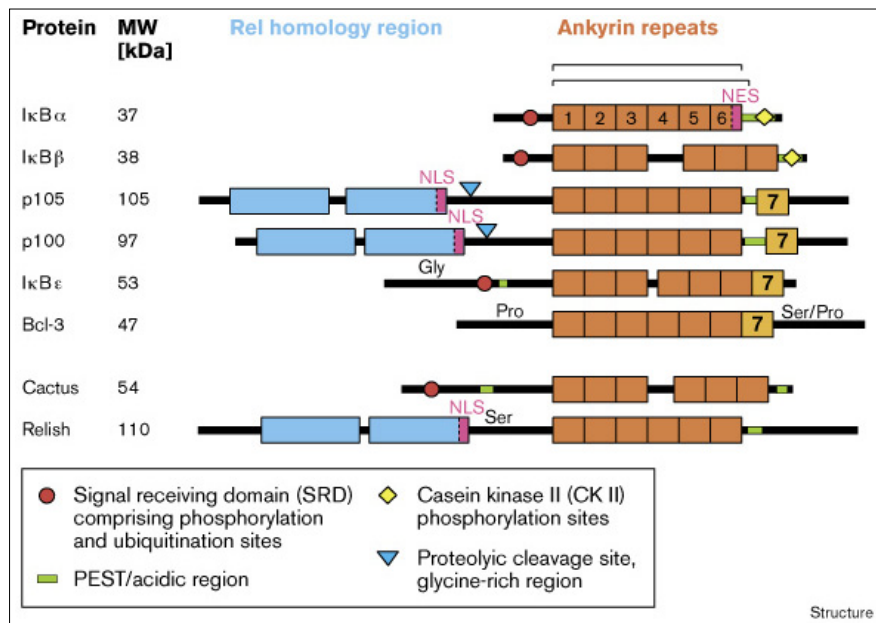 Protein MW [kDa] Rel homology region Ankyrin repeats
NES
IκBα 37 1 2 3 4 5 6
IκBβ 38
NLS
p105 105 7
NLS
p100 97 7
Gly
IκBε 53 7
Pro Ser/Pro
Bcl-3 47 7
Cactus 54
NLS Ser
Relish 110
Signal receiving domain (SRD)
comprising phosphorylation
and ubiquitination sites
PEST/acidic region
Casein kinase II (CK II)
phosphorylation sites
Proteolyic cleavage site,
glycine-rich region
Structure